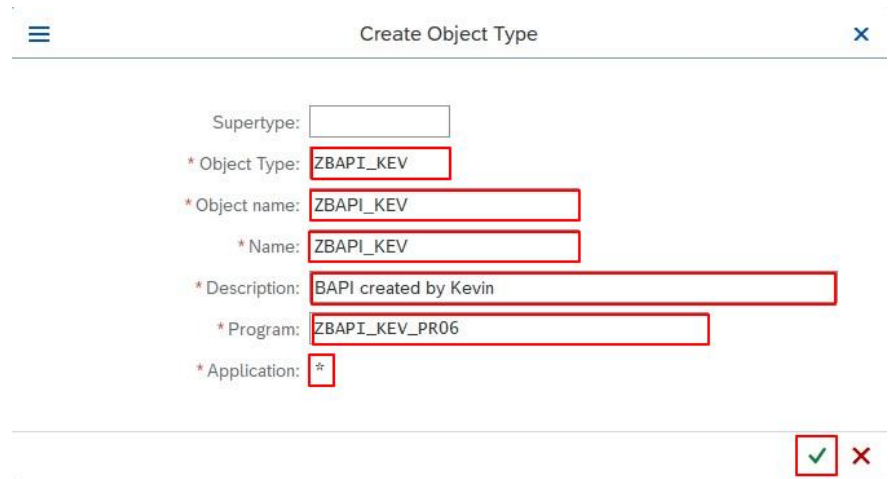 Create Object Type
Supertype:
* Object Type: ZBAPI_KEV
* Object name: ZBAPI_KEV
* Name: ZBAPI_KEV
* Description: BAPI created by Kevin
* Program: ZBAPI_KEV_PRO6
* Application: *